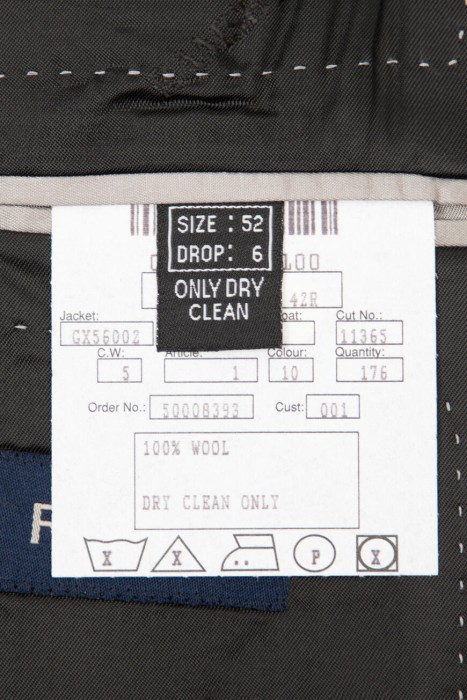 SIZE : 52
DROP: 6
ONLY DRY
CLEAN
42R
Jacket:
Cut No.:
GX56002
11365
C.W:
Article:
Colour:
Quantity:
5
1
10
176
Order No.: 50008393 Cust: 001
100% WOOL
DRY CLEAN ONLY
X X P X